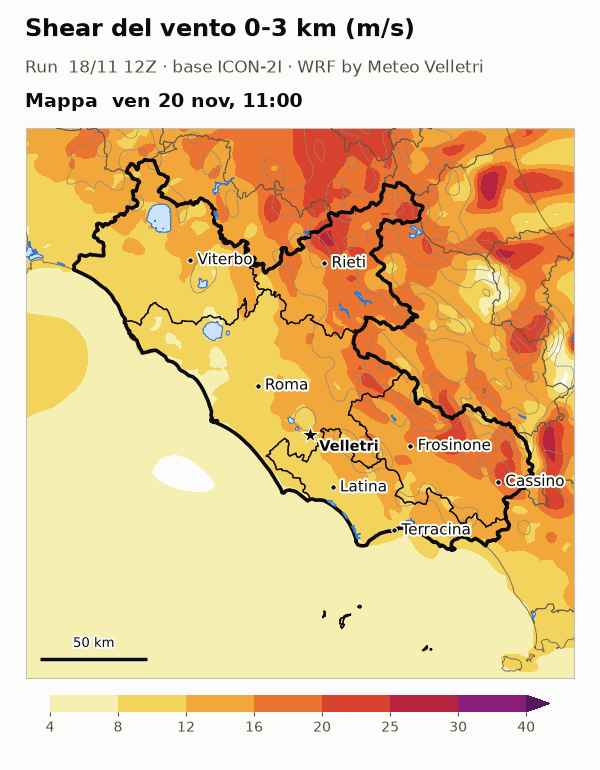 Shear del vento 0-3 km (m/s)
Run  18/11 12Z · base ICON-2I · WRF by Meteo Velletri
Mappa  ven 20 nov, 11:00
Viterbo
Rieti
Roma
Velletri
Frosinone
Latina
Cassino
Terracina
50 km
4 8 12 16 20 25 30 40